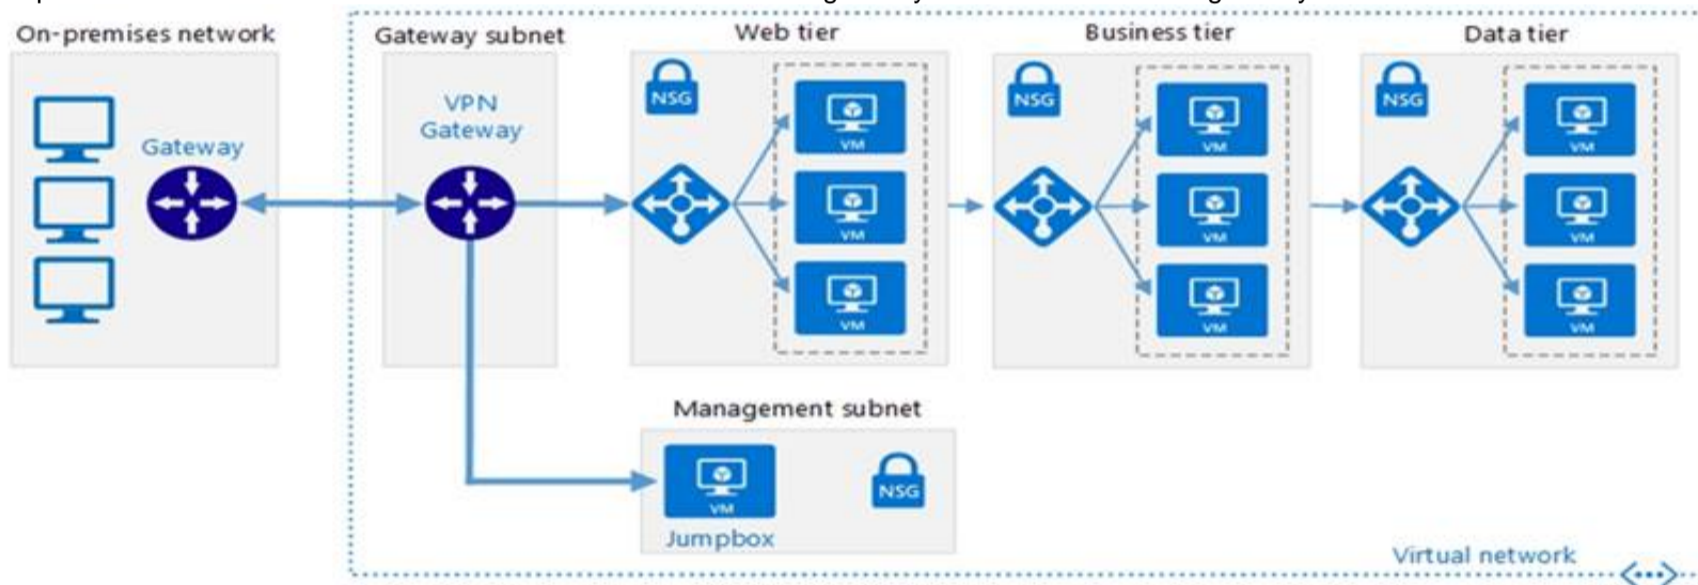 On-premises network
Gateway subnet
Web tier
Business tier
Data tier
Gateway
VPN
Gateway
NSG
VM
VM
VM
NSG
VM
VM
VM
NSG
VM
VM
VM
Management subnet
VM
Jumpbox
NSG
Virtual network